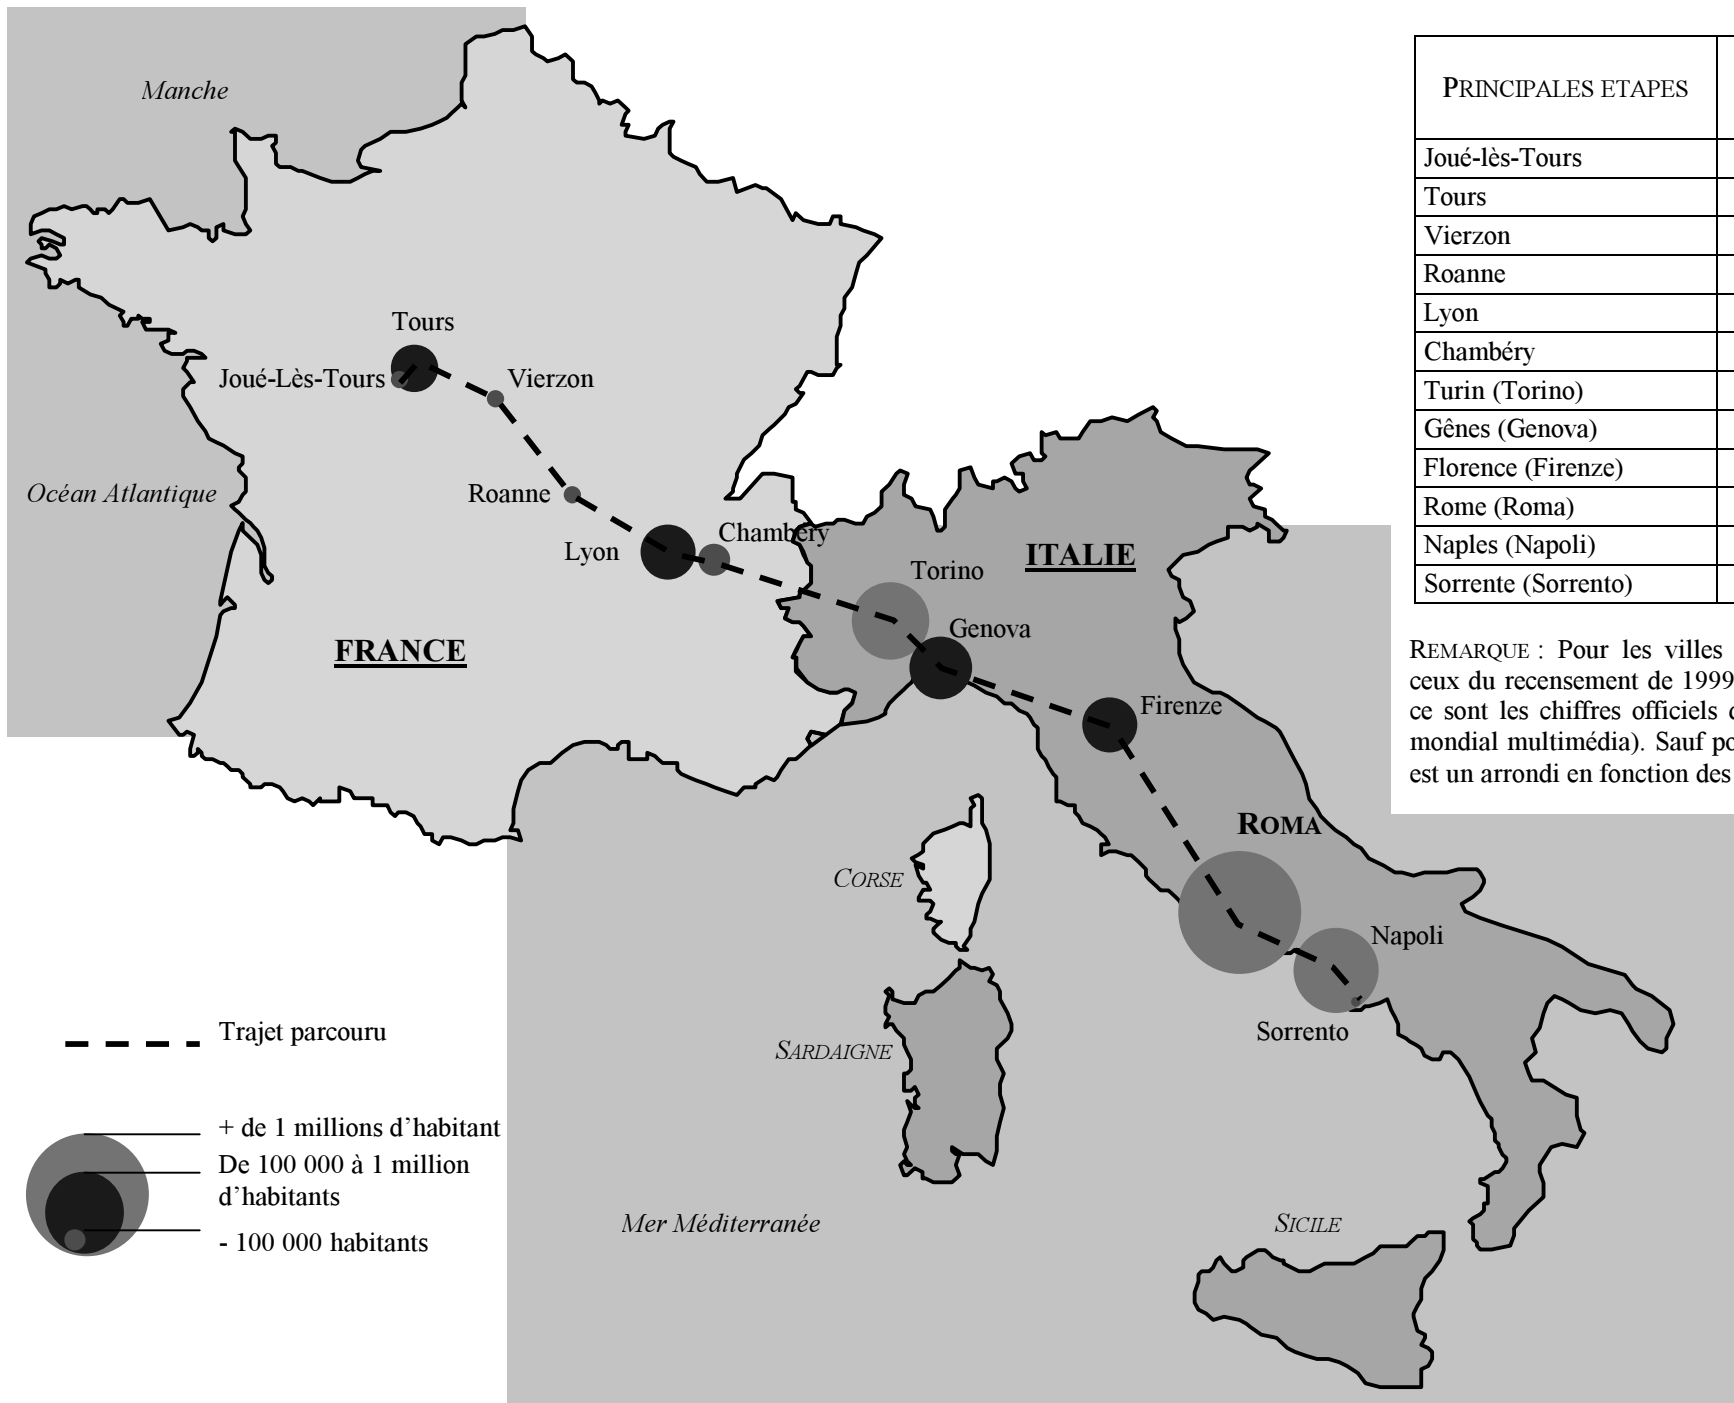 Manche
Océan Atlantique
Tours
Joué-Lès-Tours
Vierzon
Roanne
Lyon
Chambéry
FRANCE
ITALIE
Torino
Genova
Firenze
ROMA
CORSE
Napoli
Sorrento
SARDAIGNE
Mer Méditerranée
SICILE
Trajet parcouru
+ de 1 millions d’habitant
De 100 000 à 1 million
d’habitants
- 100 000 habitants
PRINCIPALES ETAPES
Joué-lès-Tours
Tours
Vierzon
Roanne
Lyon
Chambéry
Turin (Torino)
Gênes (Genova)
Florence (Firenze)
Rome (Roma)
Naples (Napoli)
Sorrente (Sorrento)
REMARQUE : Pour les villes
ceux du recensement de 1999
ce sont les chiffres officiels
mondial multimédia). Sauf
est un arrondi en fonction des